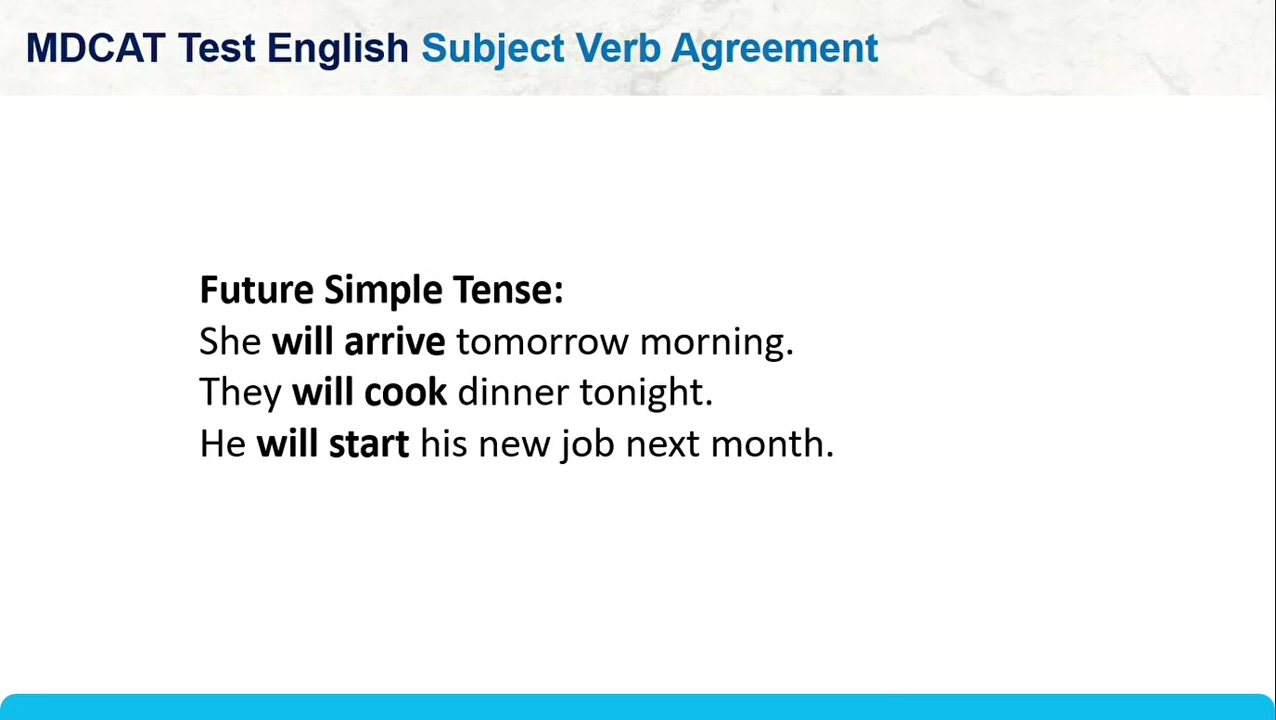 MDCAT Test English Subject Verb Agreement
Future Simple Tense:
She will arrive tomorrow morning.
They will cook dinner tonight.
He will start his new job next month.